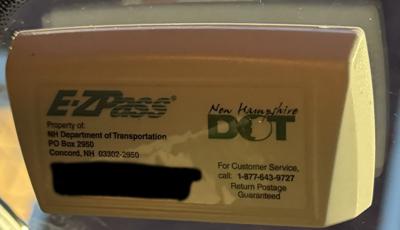 E-ZPass®
Property of:
NH Department of Transportation
PO Box 2950
Concord, NH 03302-2950
New Hampshire
DOT
For Customer Service,
call: 1-877-643-9727
Return Postage
Guaranteed